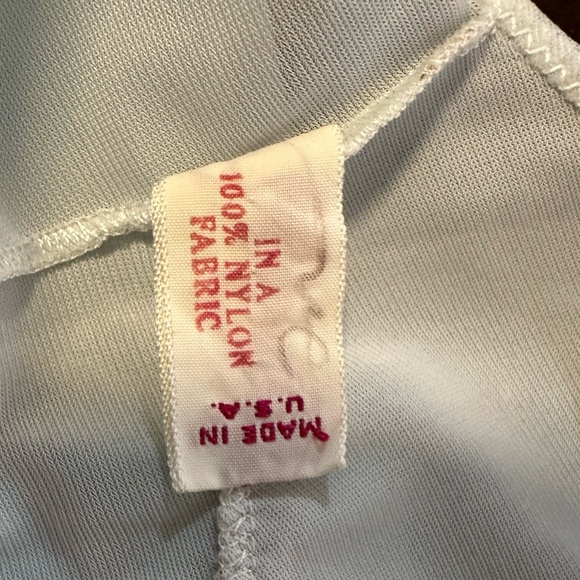 IN A
100% NYLON
FABRIC
MADE IN
U.S.A.